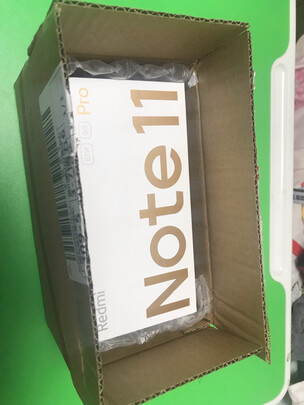 Redmi
Note 11
Pro